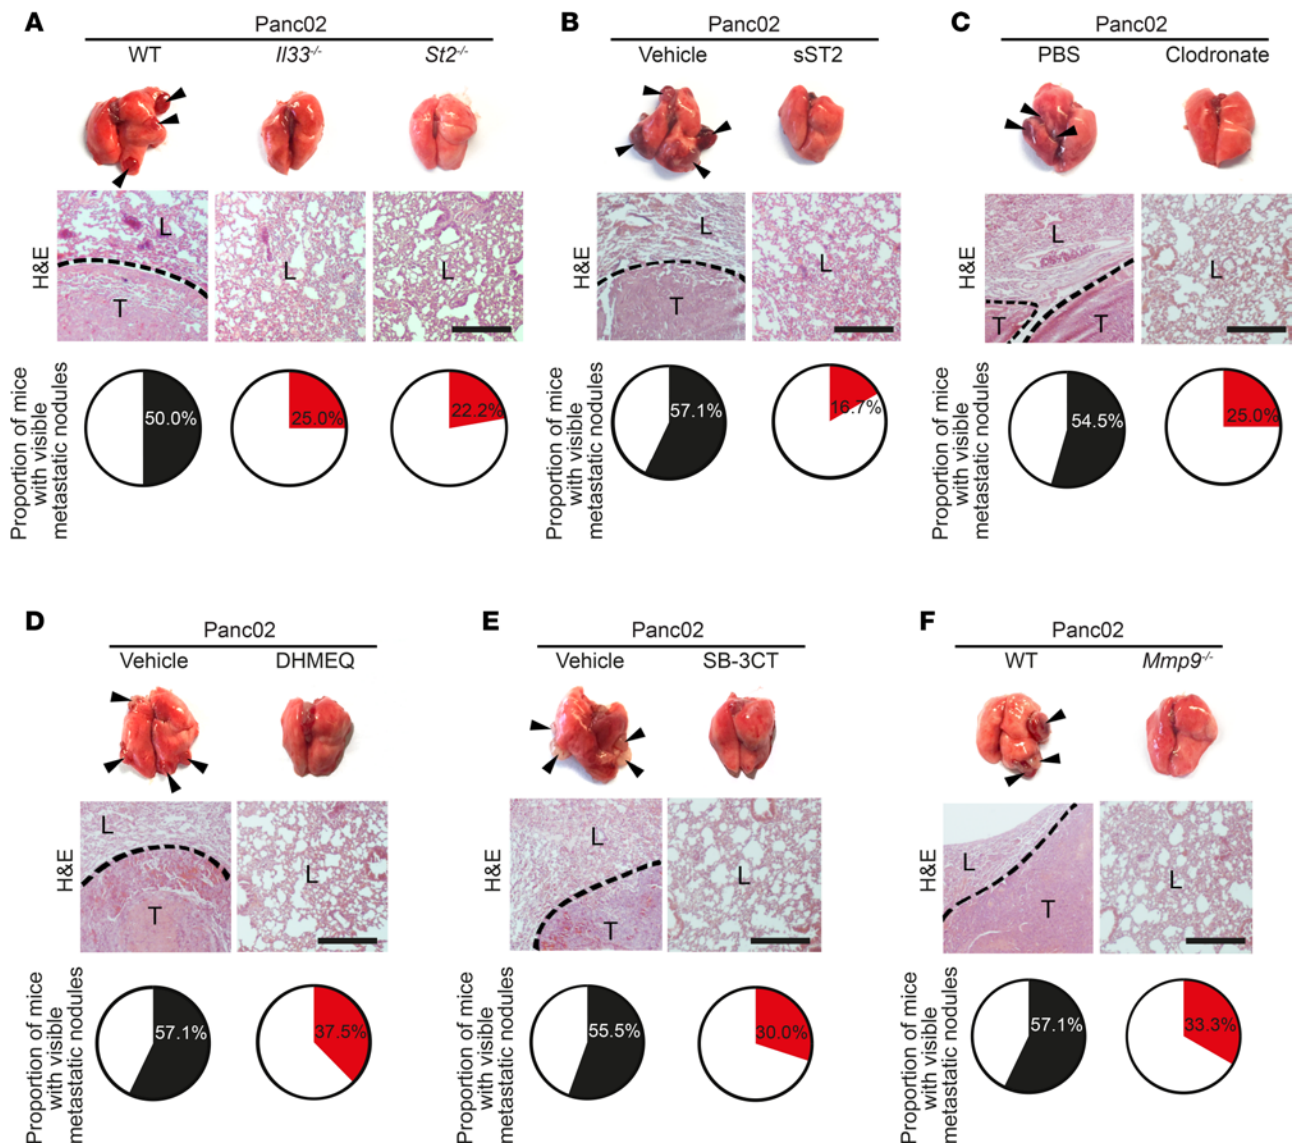 A
Panc02
WT Il33-/- St2-/-
H&E
L
T
L
L
Proportion of mice
with visible
metastatic nodules
50.0%
25.0%
22.2%
B
Panc02
Vehicle sST2
H&E
L
T
L
Proportion of mice
with visible
metastatic nodules
57.1%
16.7%
C
Panc02
PBS Clodronate
H&E
L
T
T
L
Proportion of mice
with visible
metastatic nodules
54.5%
25.0%
D
Panc02
Vehicle DHMEQ
H&E
L
T
L
Proportion of mice
with visible
metastatic nodules
57.1%
37.5%
E
Panc02
Vehicle SB-3CT
H&E
L
T
L
Proportion of mice
with visible
metastatic nodules
55.5%
30.0%
F
Panc02
WT Mmp9-/-
H&E
L
T
L
Proportion of mice
with visible
metastatic nodules
57.1%
33.3%